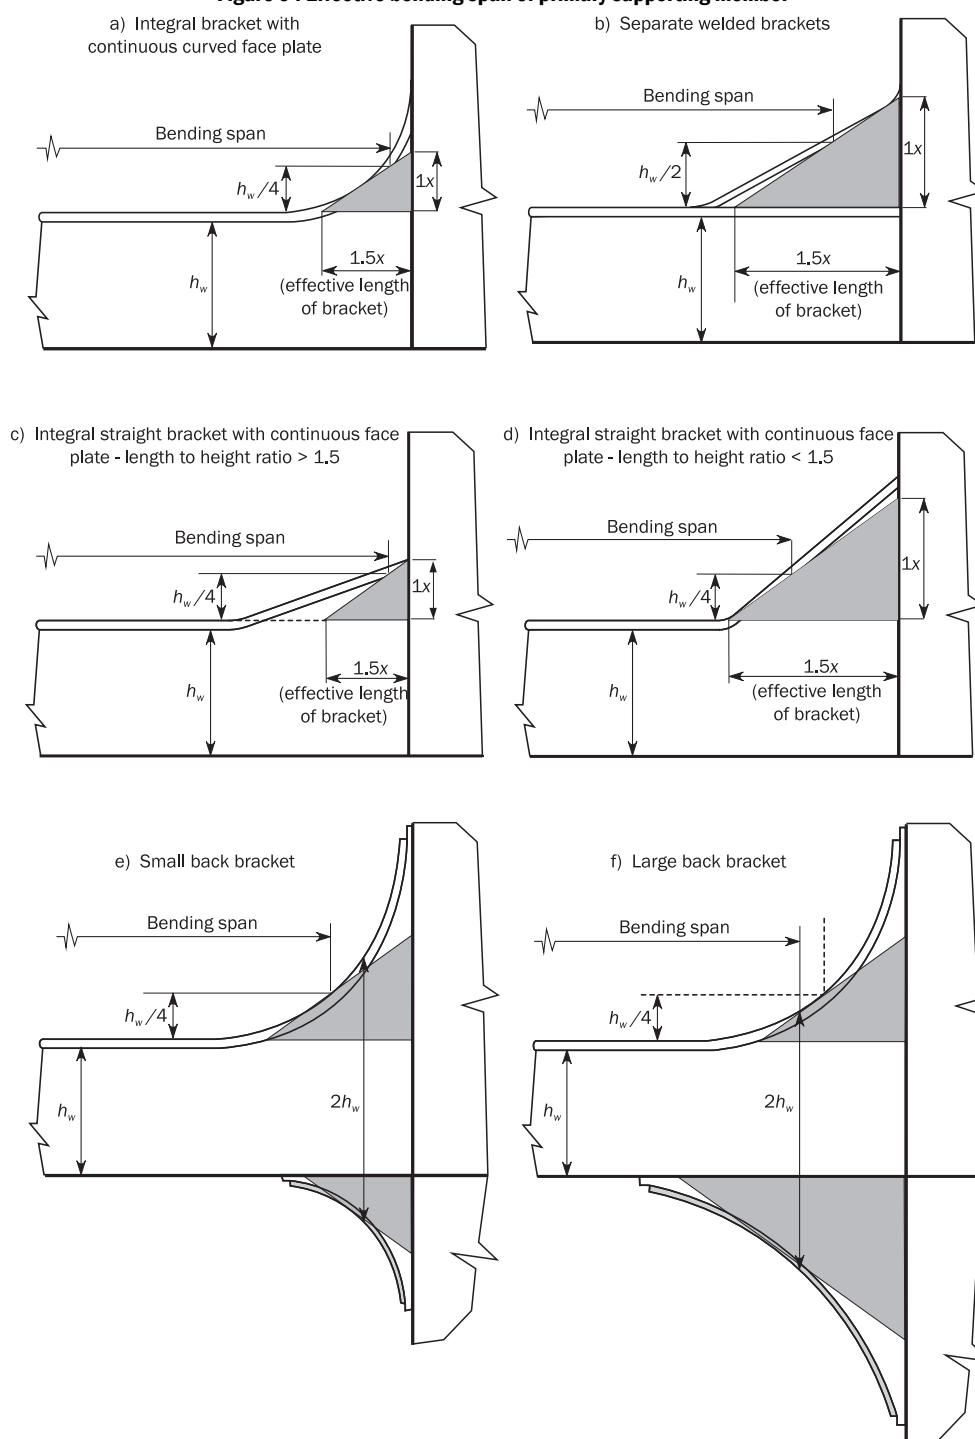 Figure Effective bending span of primary supporting member
a) Integral bracket with
continuous curved face plate
Bending span
h_w/4
1x
1.5x
(effective length
of bracket)
h_w
b) Separate welded brackets
Bending span
h_w/2
1x
1.5x
(effective length
of bracket)
h_w
c) Integral straight bracket with continuous face
plate - length to height ratio > 1.5
Bending span
h_w/4
1x
1.5x
(effective length
of bracket)
h_w
d) Integral straight bracket with continuous face
plate - length to height ratio < 1.5
Bending span
h_w/4
1x
1.5x
(effective length
of bracket)
h_w
e) Small back bracket
Bending span
h_w/4
h_w
2h_w
f) Large back bracket
Bending span
h_w/4
h_w
2h_w